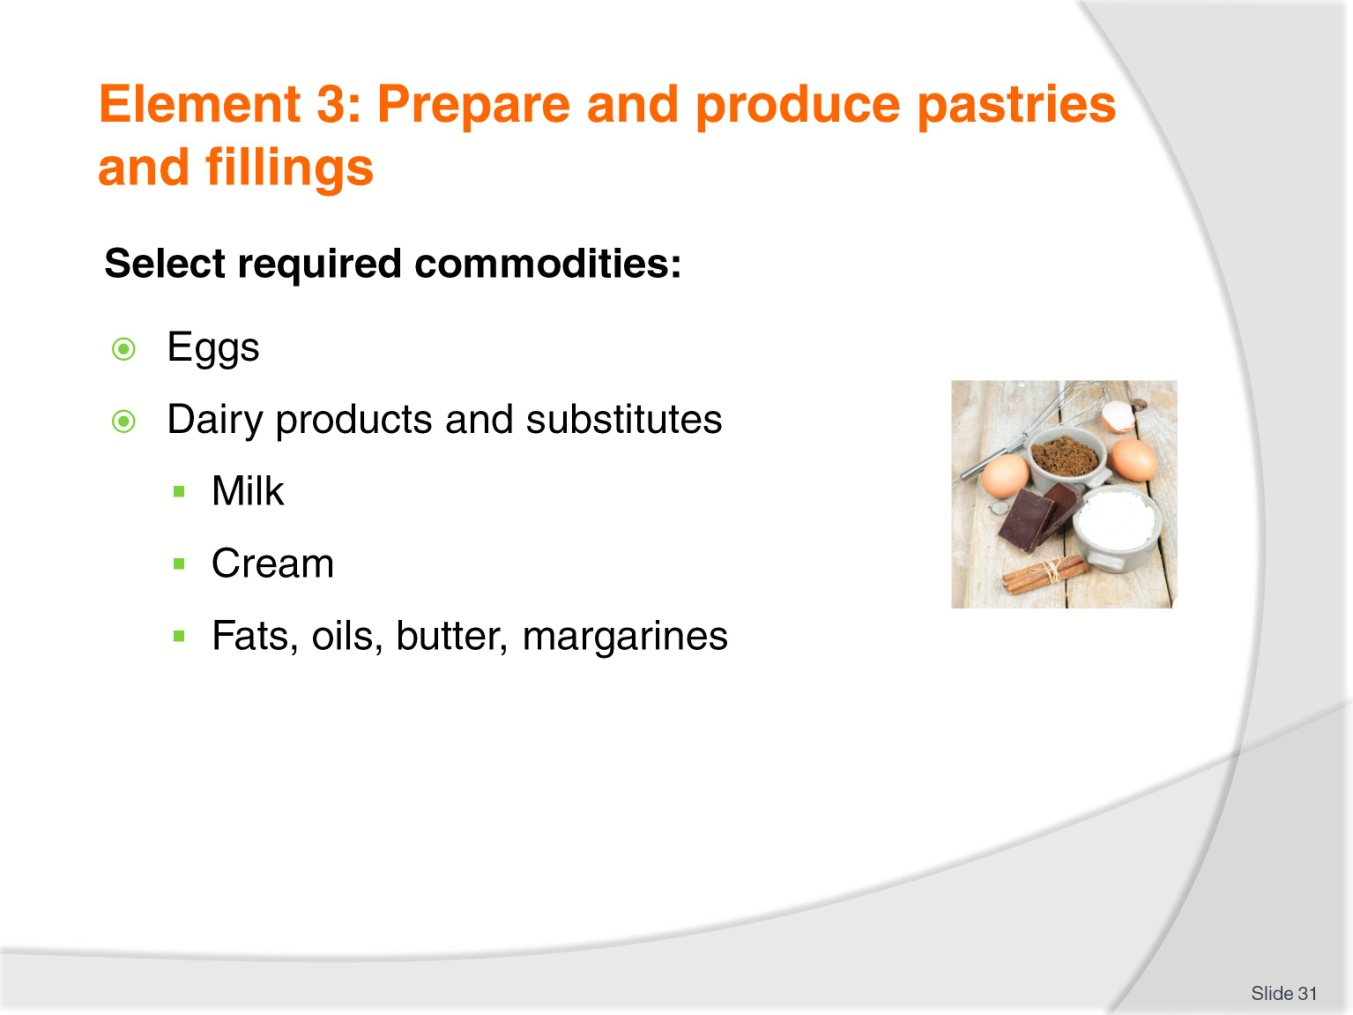 Element 3: Prepare and produce pastries
and fillings
Select required commodities:
Eggs
Dairy products and substitutes
Milk
Cream
Fats, oils, butter, margarines
Slide 31